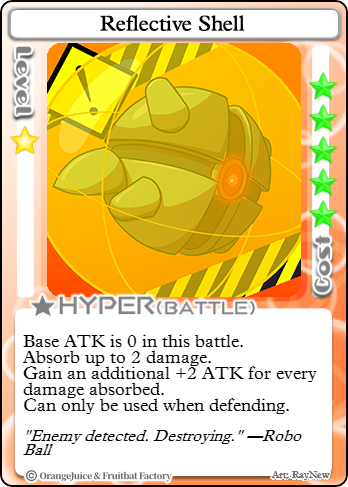 Reflective Shell
Level
Cost
HYPER(BATTLE)
Base ATK is 0 in this battle.
Absorb up to 2 damage.
Gain an additional +2 ATK for every
damage absorbed.
Can only be used when defending.
"Enemy detected. Destroying." —Robo
Ball
© OrangeJuice & Fruitbat Factory
Art: RayNew